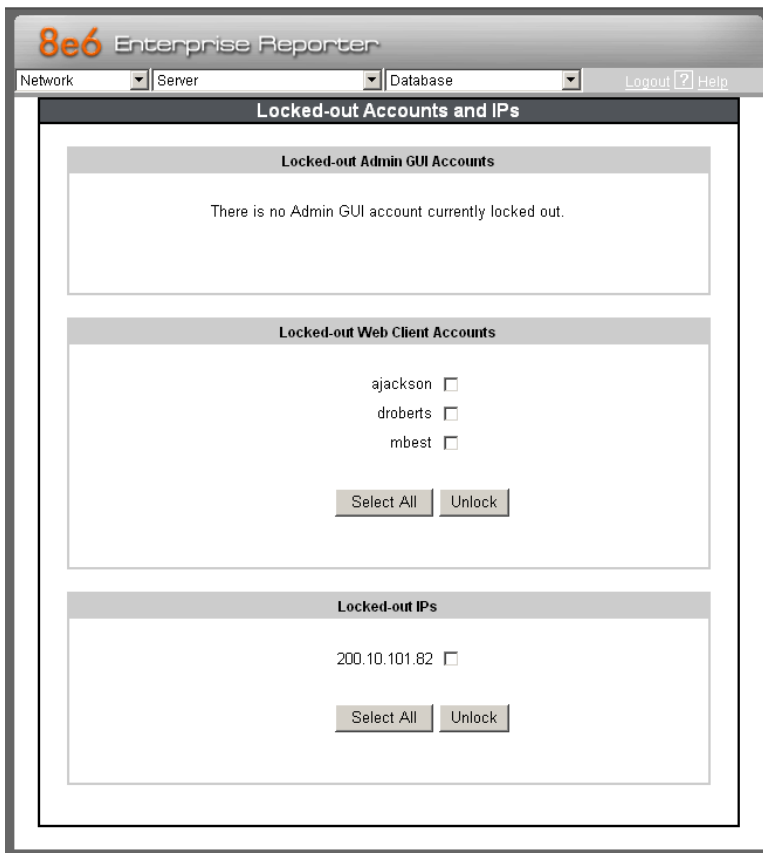 8e6 Enterprise Reporter
Network Server Database Logout ? Help
Locked-out Accounts and IPs
Locked-out Admin GUI Accounts
There is no Admin GUI account currently locked out.
Locked-out Web Client Accounts
ajackson
droberts
mbest
Select All Unlock
Locked-out IPs
200.10.101.82
Select All Unlock